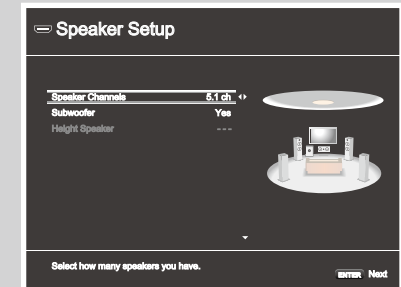 Speaker Setup
Speaker Channels 5.1 ch
Subwoofer Yes
Height Speaker ---
Select how many speakers you have.
ENTER Next